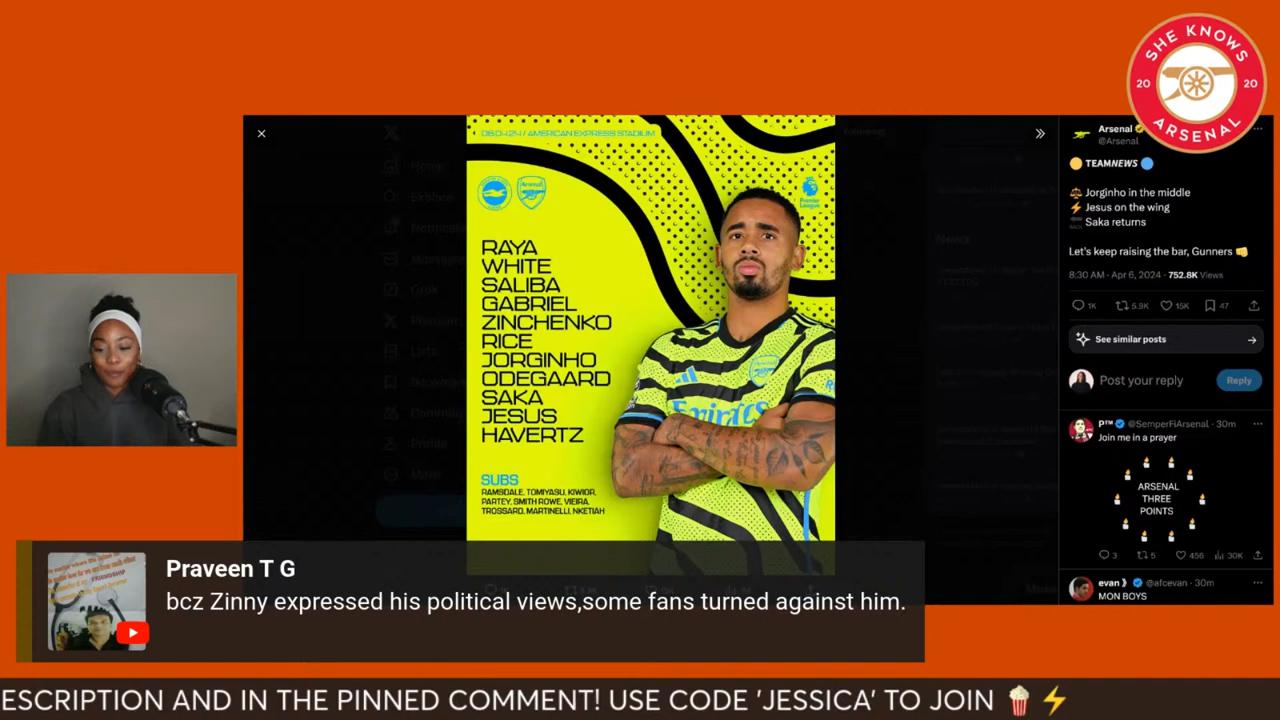 SHE KNOWS
20 20
ARSENAL
06.04.24 / AMERICAN EXPRESS STADIUM
Arsenal
Premier
League
RAYA
WHITE
SALIBA
GABRIEL
ZINCHENKO
RICE
JORGINHO
ODEGAARD
SAKA
JESUS
HAVERTZ
SUBS
RAMSDALE, TOMIYASU, KIWIOR,
PARTEY, SMITH ROWE, VIEIRA,
TROSSARD, MARTINELLI, NKETIAH
Emirates
Arsenal
@Arsenal
TEAMNEWS
Jorginho in the middle
Jesus on the wing
BACK Saka returns
Let's keep raising the bar, Gunners
8:30 AM · Apr 6, 2024 · 752.8K Views
1K 5.9K 15K 47
See similar posts
Post your reply Reply
P™ @SemperFiArsenal · 30m
Join me in a prayer
ARSENAL
THREE
POINTS
3 5 456 30K
evan @afcevan · 30m
MON BOYS
Praveen T G
bcz Zinny expressed his political views,some fans turned against him.
ESCRIPTION AND IN THE PINNED COMMENT! USE CODE 'JESSICA' TO JOIN